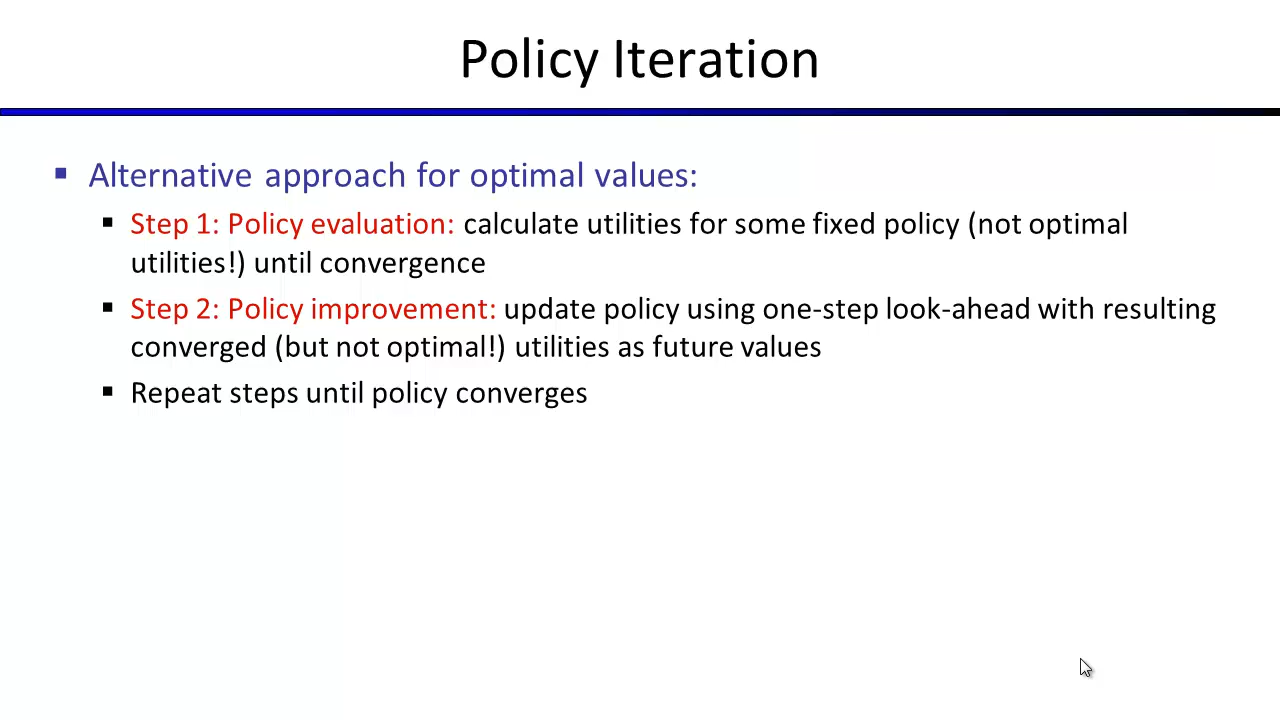 Policy Iteration
▪ Alternative approach for optimal values:
▪ Step 1: Policy evaluation: calculate utilities for some fixed policy (not optimal
utilities!) until convergence
▪ Step 2: Policy improvement: update policy using one-step look-ahead with resulting
converged (but not optimal!) utilities as future values
▪ Repeat steps until policy converges